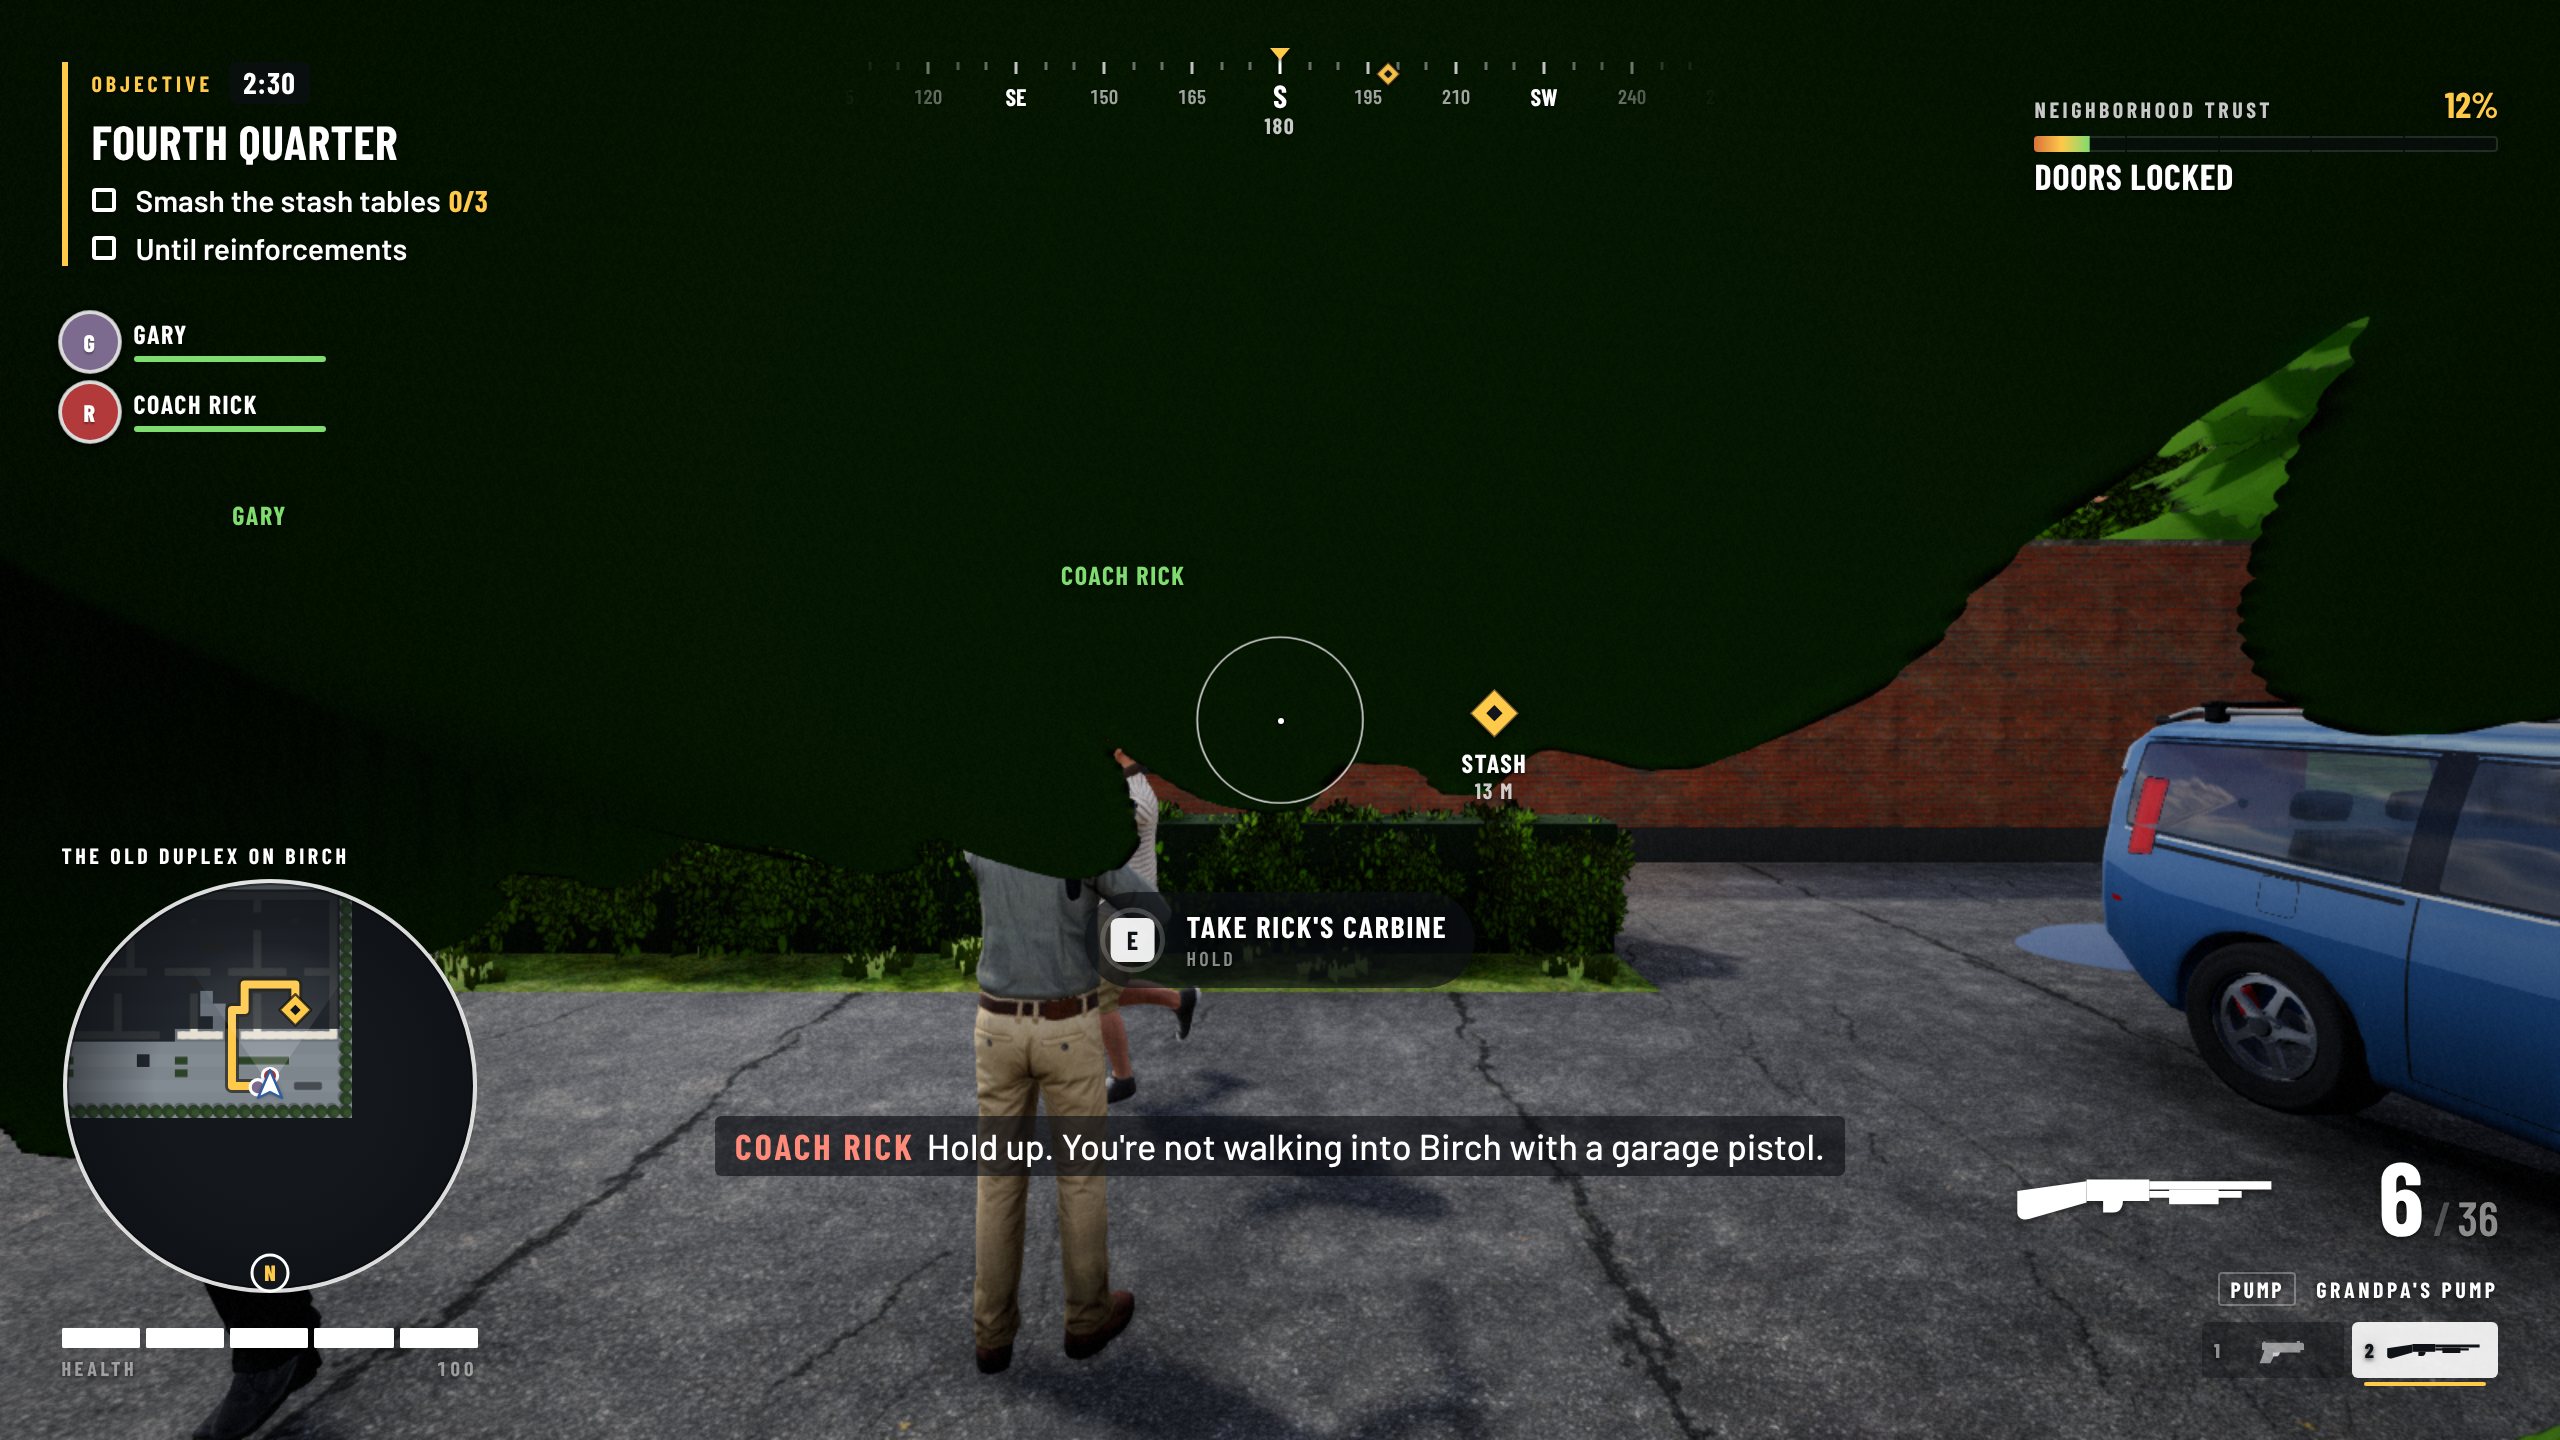 OBJECTIVE 2:30
FOURTH QUARTER
Smash the stash tables 0/3
Until reinforcements
G GARY
R COACH RICK
120 SE 150 165 S 195 210 SW 240
180
NEIGHBORHOOD TRUST 12%
DOORS LOCKED
GARY
COACH RICK
STASH
13 M
THE OLD DUPLEX ON BIRCH
E TAKE RICK'S CARBINE
HOLD
COACH RICK Hold up. You're not walking into Birch with a garage pistol.
N
HEALTH 100
6 / 36
PUMP GRANDPA'S PUMP
1 2